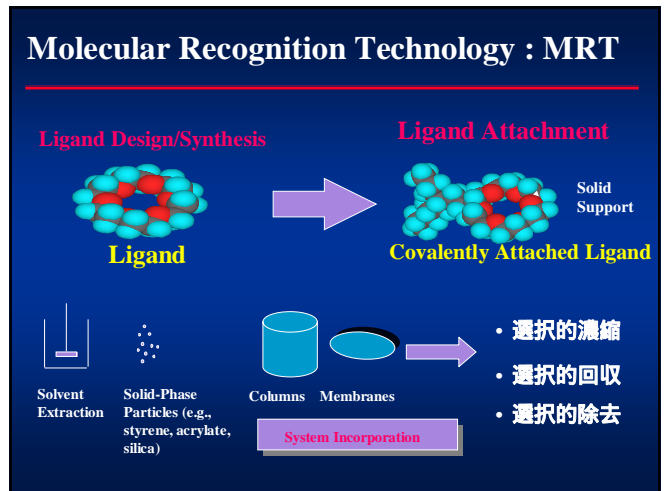 Molecular Recognition Technology : MRT
Ligand Design/Synthesis
Ligand Attachment
Solid
Support
Ligand
Covalently Attached Ligand
• 選択的濃縮
• 選択的回収
• 選択的除去
Solvent
Extraction
Solid-Phase
Particles (e.g.,
styrene, acrylate,
silica)
Columns
Membranes
System Incorporation